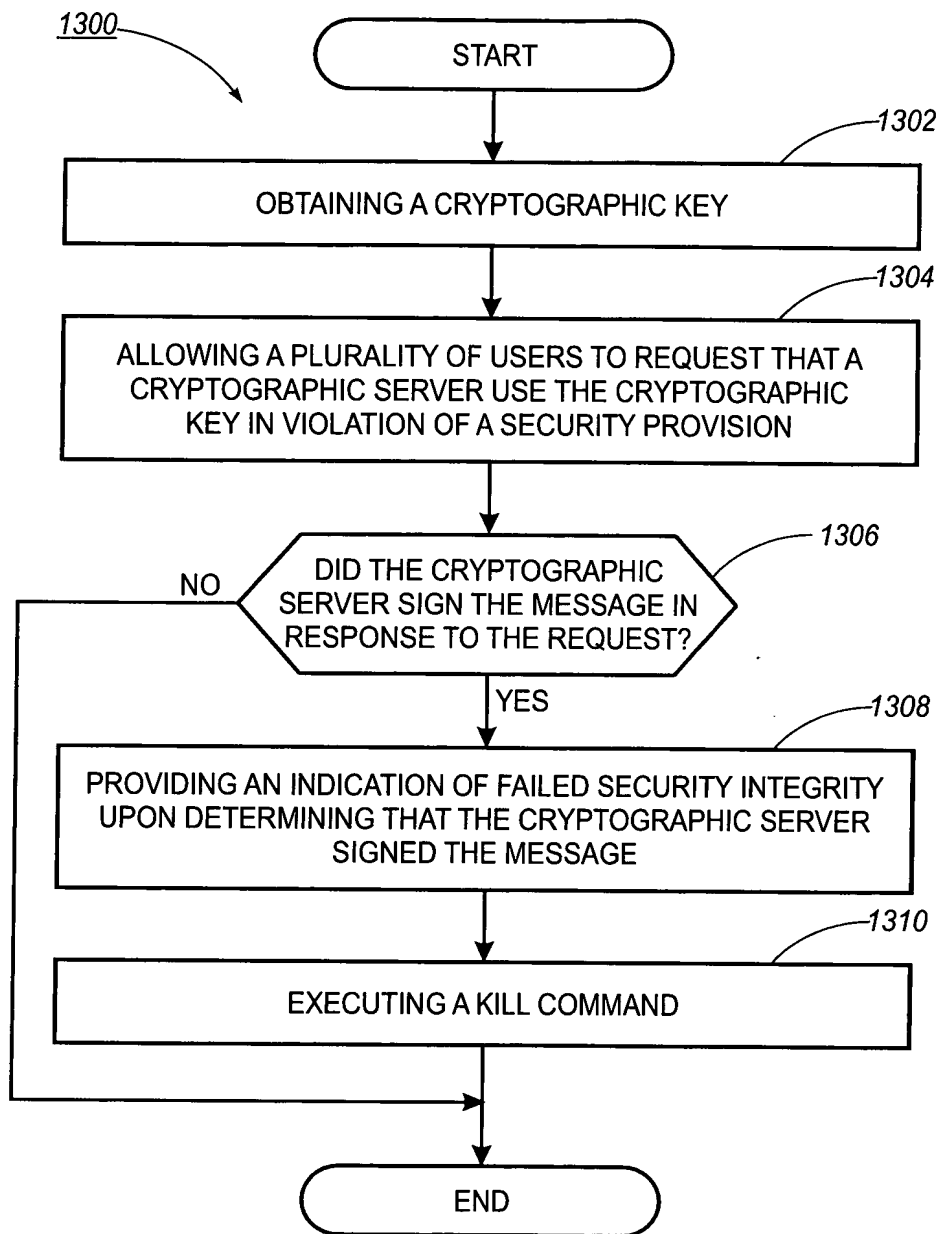 1300
START
1302
OBTAINING A CRYPTOGRAPHIC KEY
1304
ALLOWING A PLURALITY OF USERS TO REQUEST THAT A
CRYPTOGRAPHIC SERVER USE THE CRYPTOGRAPHIC
KEY IN VIOLATION OF A SECURITY PROVISION
1306
NO
DID THE CRYPTOGRAPHIC
SERVER SIGN THE MESSAGE IN
RESPONSE TO THE REQUEST?
YES
1308
PROVIDING AN INDICATION OF FAILED SECURITY INTEGRITY
UPON DETERMINING THAT THE CRYPTOGRAPHIC SERVER
SIGNED THE MESSAGE
1310
EXECUTING A KILL COMMAND
END